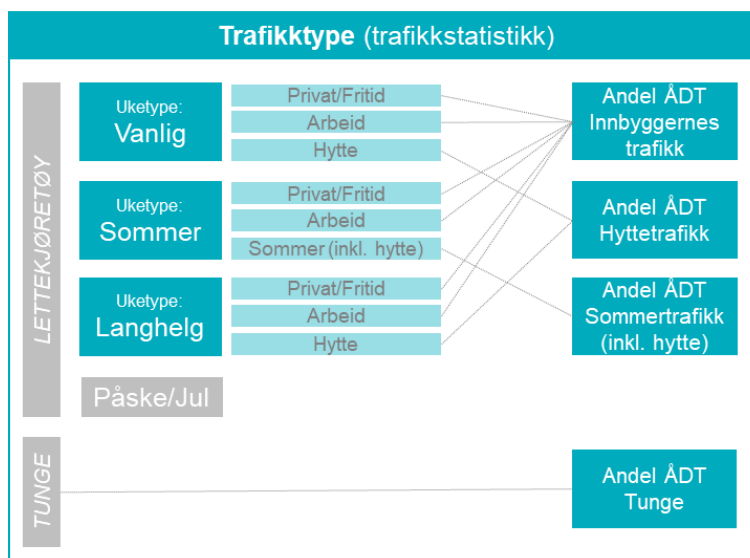 Trafikktype (trafikkstatistikk)
LETTEKJØRETØY
Uketype:
Vanlig
Privat/Fritid
Arbeid
Hytte
Andel ÅDT
Innbyggernes
trafikk
Uketype:
Sommer
Privat/Fritid
Arbeid
Sommer (inkl. hytte)
Andel ÅDT
Hyttetrafikk
Uketype:
Langhelg
Privat/Fritid
Arbeid
Hytte
Andel ÅDT
Sommertrafikk
(inkl. hytte)
Påske/Jul
TUNGE
Andel ÅDT
Tunge